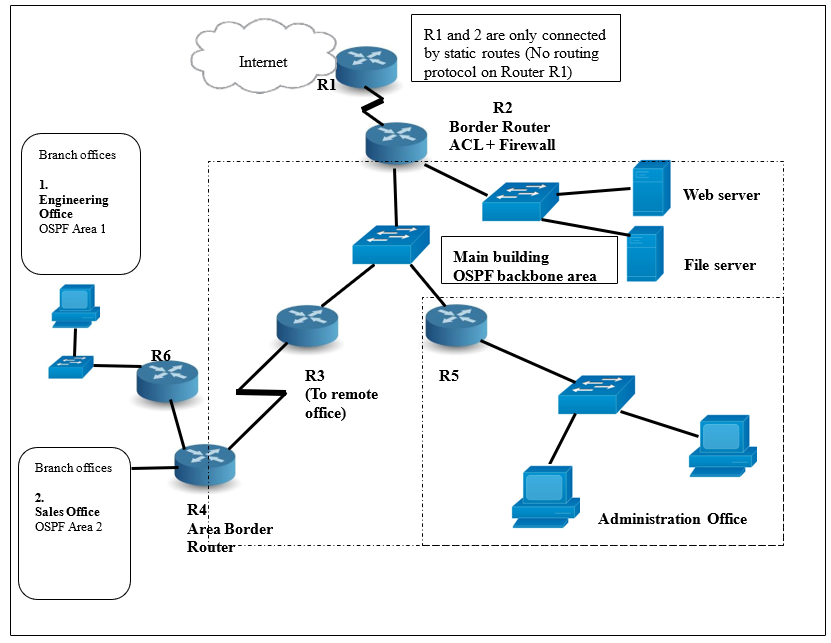 Internet
R1
R1 and 2 are only connected
by static routes (No routing
protocol on Router R1)
R2
Border Router
ACL + Firewall
Branch offices
1.
Engineering
Office
OSPF Area 1
Web server
Main building
OSPF backbone area
File server
R6
R3
(To remote
office)
R5
Branch offices
2.
Sales Office
OSPF Area 2
R4
Area Border
Router
Administration Office